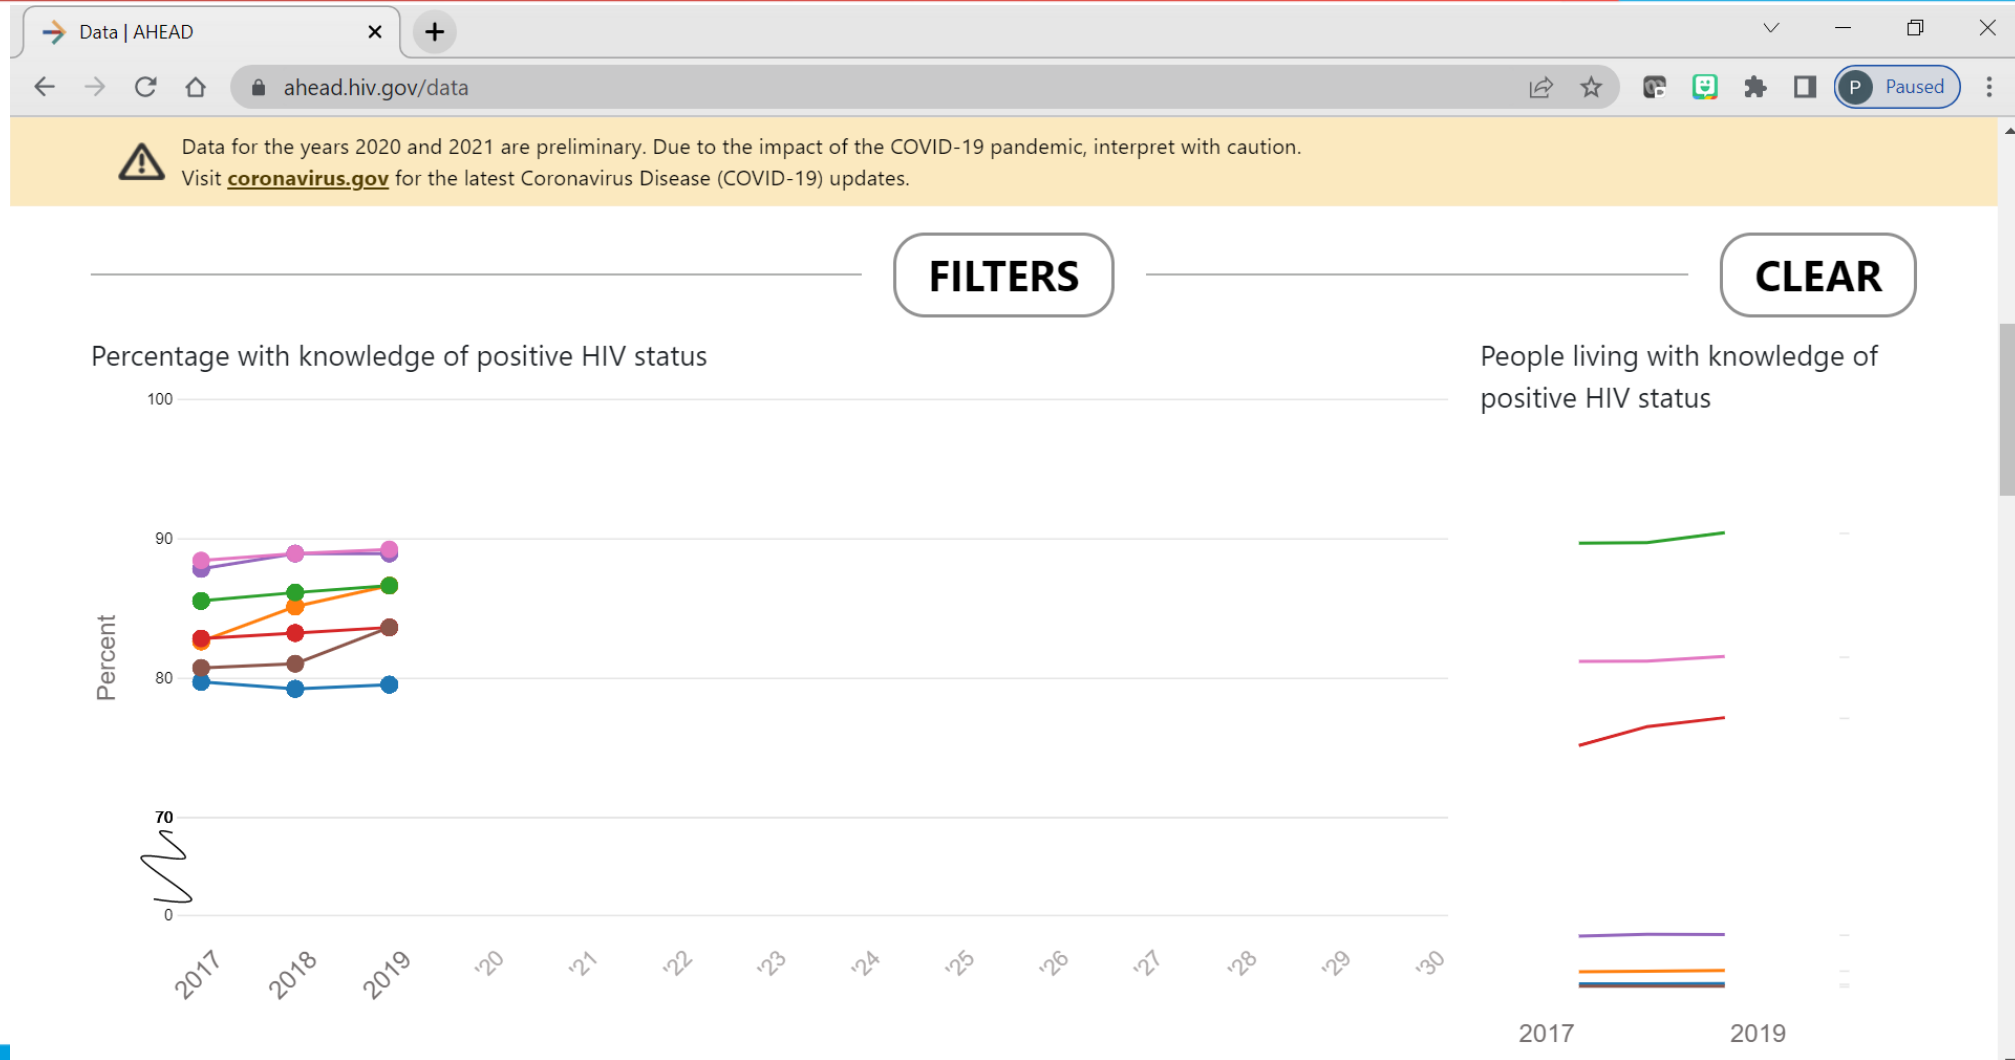 Data | AHEAD
ahead.hiv.gov/data
P Paused
Data for the years 2020 and 2021 are preliminary. Due to the impact of the COVID-19 pandemic, interpret with caution.
Visit coronavirus.gov for the latest Coronavirus Disease (COVID-19) updates.
FILTERS
CLEAR
Percentage with knowledge of positive HIV status
People living with knowledge of
positive HIV status
100
90
80
70
0
Percent
2017 2018 2019 '20 '21 '22 '23 '24 '25 '26 '27 '28 '29 '30
2017 2019